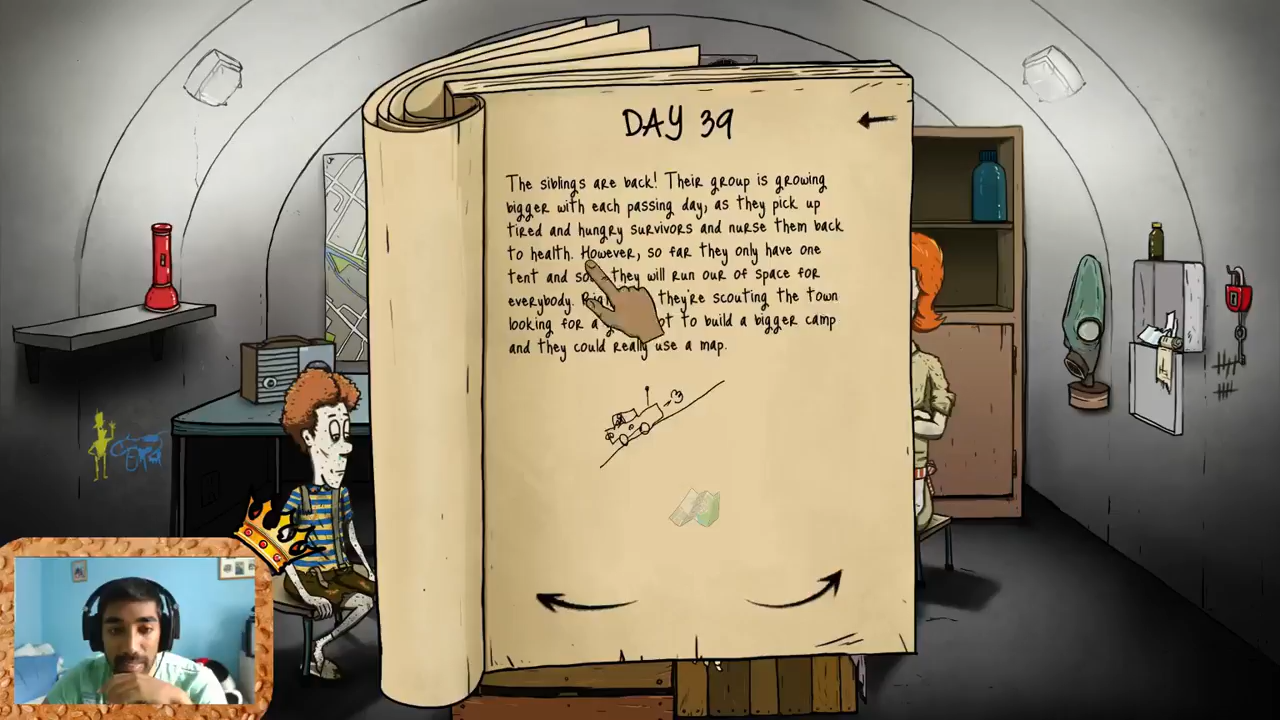 DAY 39
The siblings are back! Their group is growing
bigger with each passing day, as they pick up
tired and hungry survivors and nurse them back
to health. However, so far they only have one
tent and they will run our of space for
everybody. they're scouting the town
looking for a to build a bigger camp
and they could really use a map.